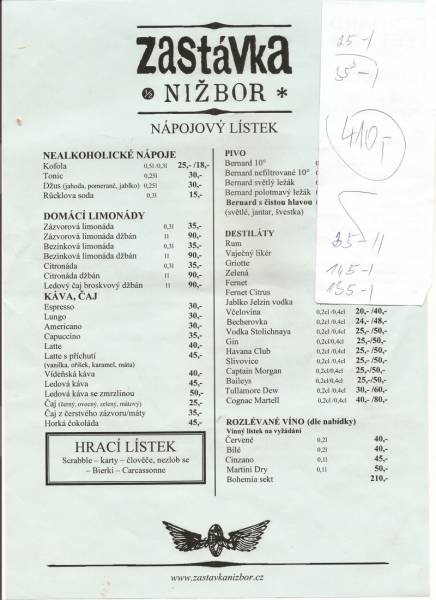 zastávka
NIŽBOR *
NÁPOJOVÝ LÍSTEK
NEALKOHOLICKÉ NÁPOJE
Kofola 0,5l/0,3l 25,-/18,-
Tonic 0,25l 30,-
Džus (jahoda, pomeranč, jablko) 0,25l 30,-
Rücklova soda 0,3l 15,-
DOMÁCÍ LIMONÁDY
Zázvorová limonáda 0,3l 35,-
Zázvorová limonáda džbán 1l 90,-
Bezinková limonáda 0,3l 35,-
Bezinková limonáda džbán 1l 90,-
Citronáda 0,3l 35,-
Citronáda džbán 1l 90,-
Ledový čaj broskvový džbán 1l 90,-
KÁVA, ČAJ
Espresso 30,-
Lungo 30,-
Americano 30,-
Capuccino 35,-
Latte 40,-
Latte s příchutí 45,-
(vanilka, oříšek, karamel, máta)
Vídeňská káva 40,-
Ledová káva 45,-
Ledová káva se zmrzlinou 50,-
Čaj (černý, ovocný, zelený, mátový) 25,-
Čaj z čerstvého zázvoru/máty 35,-
Horká čokoláda 45,-
HRACÍ LÍSTEK
Scrabble – karty – člověče, nezlob se
– Bierki – Carcassonne
PIVO
Bernard 10°
Bernard nefiltrované 10°
Bernard světlý ležák
Bernard polotmavý ležák
Bernard s čistou hlavou
(světlé, jantar, švestka)
DESTILÁTY
Rum
Vaječný likér
Griotte
Zelená
Fernet
Fernet Citrus
Jablko Jelzin vodka
Včelovina 0,2cl /0,4cl 20,-/40,-
Becherovka 0,2cl /0,4cl 24,-/48,-
Vodka Stolichnaya 0,2cl /0,4cl 25,-/50,-
Gin 0,2cl/0,4cl 25,-/50,-
Havana Club 0,2cl /0,4cl 25,-/50,-
Slivovice 0,2cl /0,4cl 25,-/50,-
Captain Morgan 0,2cl /0,4cl 25,-/50,-
Baileys 0,2cl/0,4cl 25,-/50,-
Tullamore Dew 0,2cl /0,4cl 30,-/60,-
Cognac Martell 0,2cl /0,4cl 40,-/80,-
ROZLÉVANÉ VÍNO (dle nabídky)
Vinný lístek na vyžádání
Červené 0,2l 40,-
Bílé 0,2l 40,-
Cinzano 0,1l 45,-
Martini Dry 0,1l 50,-
Bohemia sekt 210,-
www.zastavkanizbor.cz
25-1
410,-
145-1
135-1